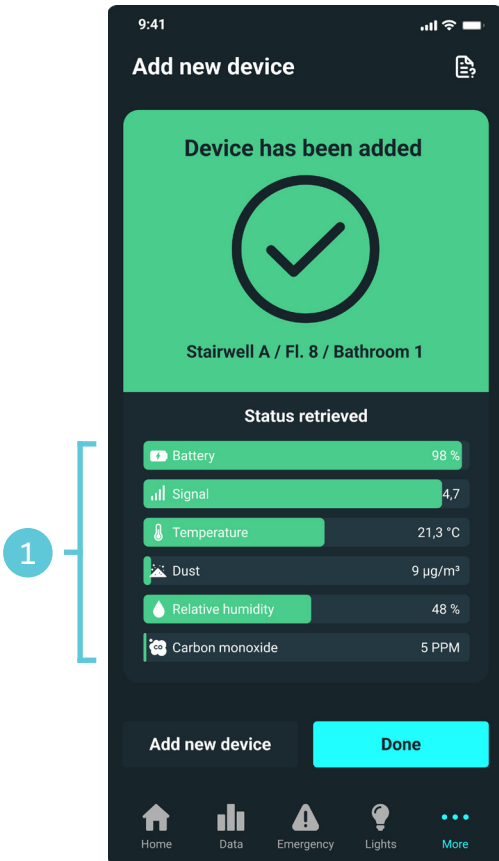 9:41
Add new device
Device has been added
Stairwell A / Fl. 8 / Bathroom 1
Status retrieved
Battery 98 %
Signal 4,7
Temperature 21,3 °C
Dust 9 µg/m³
Relative humidity 48 %
CO Carbon monoxide 5 PPM
1
Add new device Done
Home Data Emergency Lights More